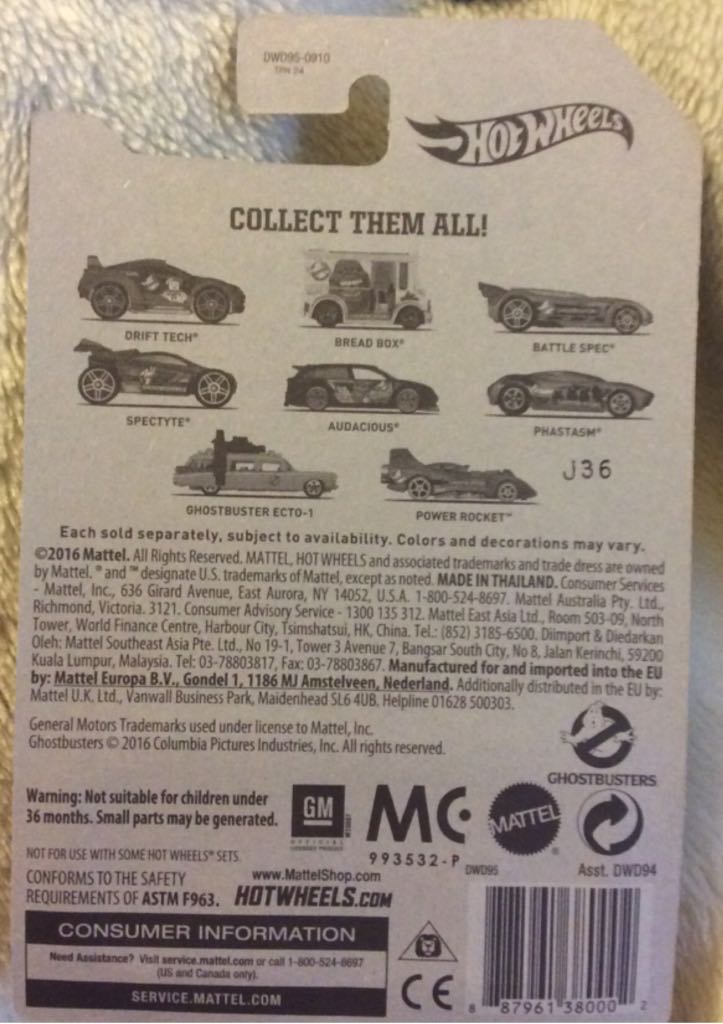 DWD95-0910
TPN 24
HOT WHEELS
COLLECT THEM ALL!
DRIFT TECH®
BREAD BOX®
BATTLE SPEC®
SPECTYTE®
AUDACIOUS®
PHASTASM®
J36
GHOSTBUSTER ECTO-1
POWER ROCKET™
Each sold separately, subject to availability. Colors and decorations may vary.
©2016 Mattel. All Rights Reserved. MATTEL, HOT WHEELS and associated trademarks and trade dress are owned
by Mattel. ® and ™ designate U.S. trademarks of Mattel, except as noted. MADE IN THAILAND. Consumer Services
- Mattel, Inc., 636 Girard Avenue, East Aurora, NY 14052, U.S.A. 1-800-524-8697. Mattel Australia Pty. Ltd.,
Richmond, Victoria. 3121. Consumer Advisory Service - 1300 135 312. Mattel East Asia Ltd., Room 503-09, North
Tower, World Finance Centre, Harbour City, Tsimshatsui, HK, China. Tel.: (852) 3185-6500. Diimport & Diedarkan
Oleh: Mattel Southeast Asia Pte. Ltd., No 19-1, Tower 3 Avenue 7, Bangsar South City, No 8, Jalan Kerinchi, 59200
Kuala Lumpur, Malaysia. Tel: 03-78803817, Fax: 03-78803867. Manufactured for and imported into the EU
by: Mattel Europa B.V., Gondel 1, 1186 MJ Amstelveen, Nederland. Additionally distributed in the EU by:
Mattel U.K. Ltd., Vanwall Business Park, Maidenhead SL6 4UB. Helpline 01628 500303.
General Motors Trademarks used under license to Mattel, Inc.
Ghostbusters © 2016 Columbia Pictures Industries, Inc. All rights reserved.
GHOSTBUSTERS
Warning: Not suitable for children under
36 months. Small parts may be generated.
GM
OFFICIAL
LICENSED PRODUCT
MC
993532-P
MATTEL
DWD95
Asst. DWD94
NOT FOR USE WITH SOME HOT WHEELS® SETS.
CONFORMS TO THE SAFETY
REQUIREMENTS OF ASTM F963.
www.MattelShop.com
HOTWHEELS.COM
CONSUMER INFORMATION
Need Assistance? Visit service.mattel.com or call 1-800-524-8697
(US and Canada only).
SERVICE.MATTEL.COM
CE
8 87961 38000 2